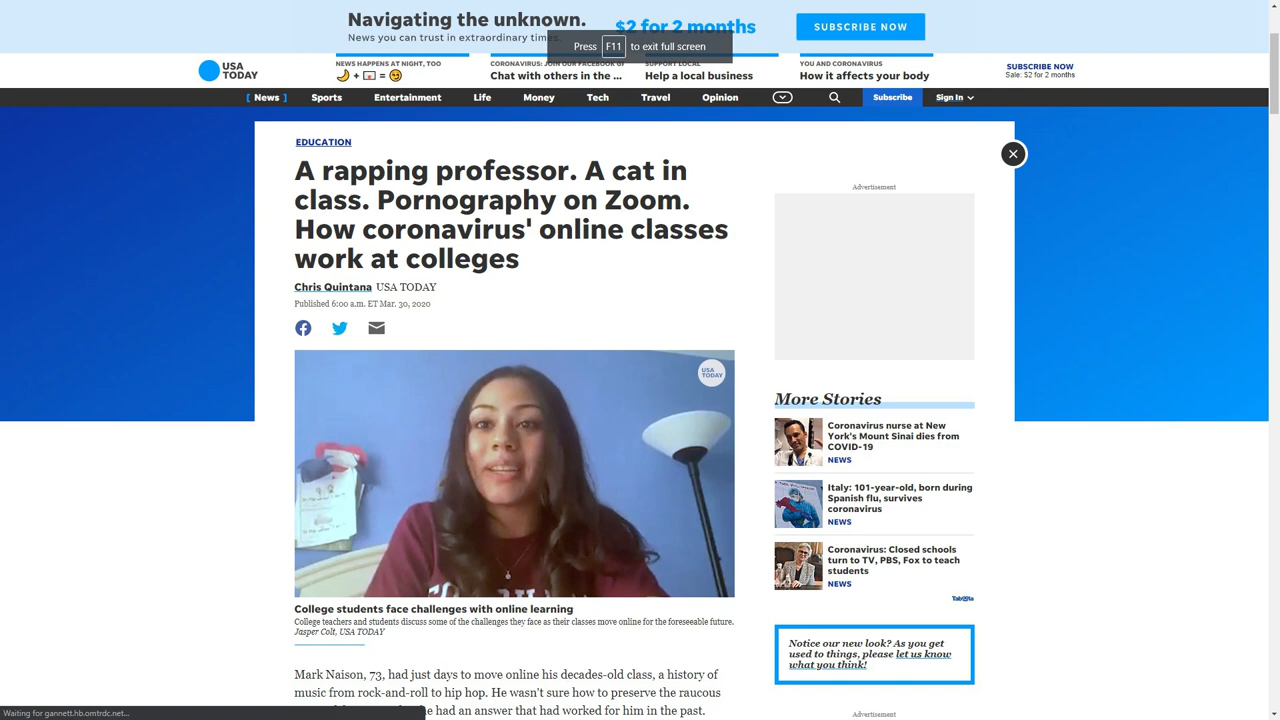 Navigating the unknown.
News you can trust in extraordinary times.
$2 for 2 months
SUBSCRIBE NOW
Press F11 to exit full screen
USA
TODAY
NEWS HAPPENS AT NIGHT, TOO
🌙 + 📰 = 😉
CORONAVIRUS: JOIN OUR FACEBOOK GR
Chat with others in the ...
SUPPORT LOCAL
Help a local business
YOU AND CORONAVIRUS
How it affects your body
SUBSCRIBE NOW
Sale: $2 for 2 months
[ News ] Sports Entertainment Life Money Tech Travel Opinion Subscribe Sign In
EDUCATION
A rapping professor. A cat in
class. Pornography on Zoom.
How coronavirus' online classes
work at colleges
Chris Quintana USA TODAY
Published 6:00 a.m. ET Mar. 30, 2020
USA
TODAY
College students face challenges with online learning
College teachers and students discuss some of the challenges they face as their classes move online for the foreseeable future.
Jasper Colt, USA TODAY
Mark Naison, 73, had just days to move online his decades-old class, a history of
music from rock-and-roll to hip hop. He wasn't sure how to preserve the raucous
he had an answer that had worked for him in the past.
Advertisement
More Stories
Coronavirus nurse at New
York's Mount Sinai dies from
COVID-19
NEWS
Italy: 101-year-old, born during
Spanish flu, survives
coronavirus
NEWS
Coronavirus: Closed schools
turn to TV, PBS, Fox to teach
students
NEWS
Taboola
Notice our new look? As you get
used to things, please let us know
what you think!
Advertisement
Waiting for gannett.hb.omtrdc.net...